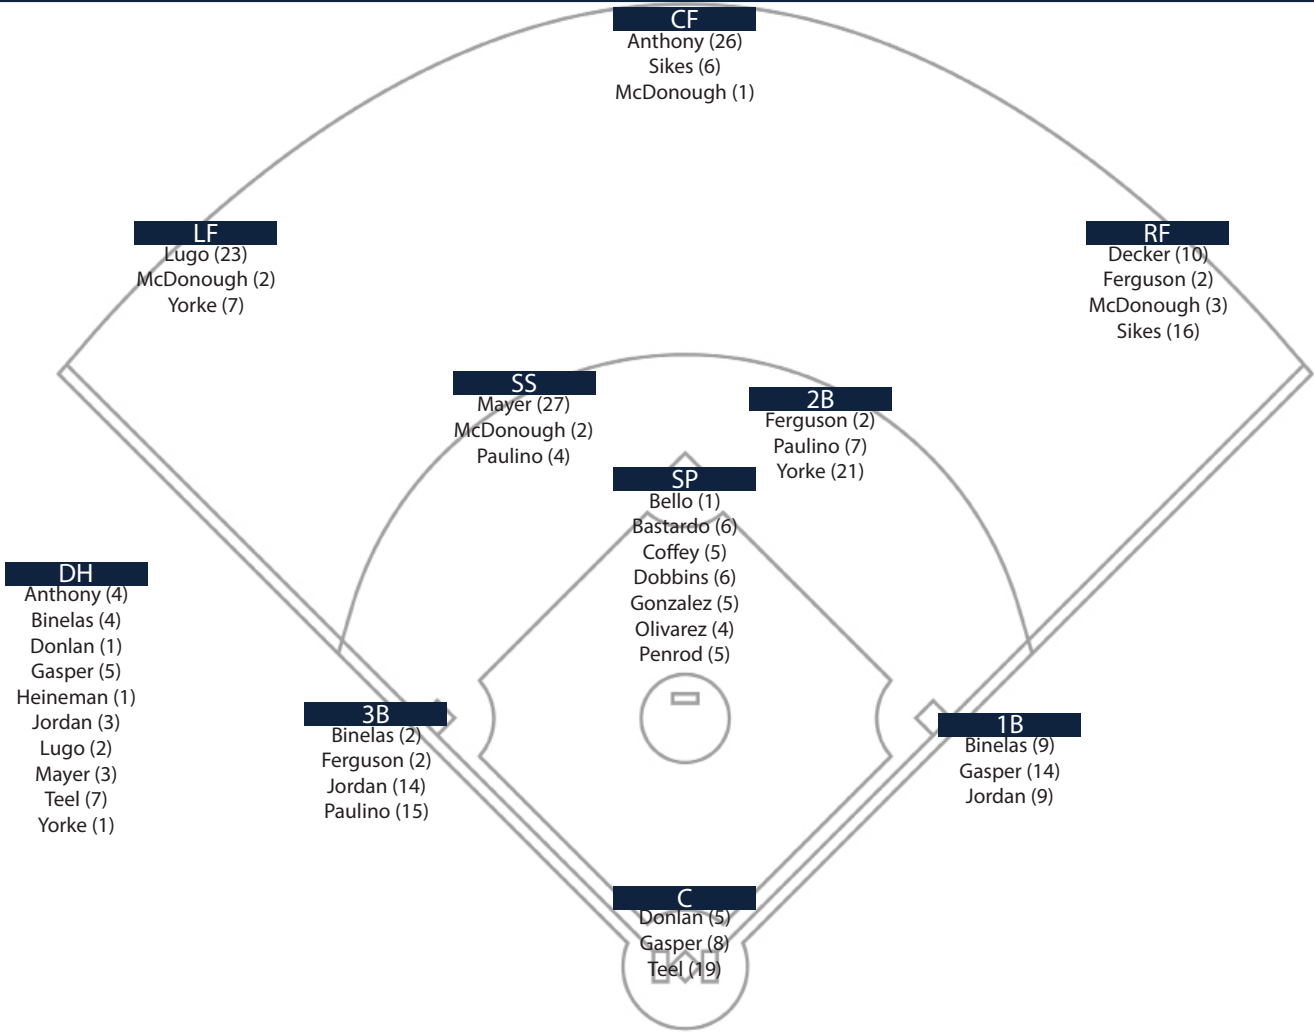 CF
Anthony (26)
Sikes (6)
McDonough (1)
LF
Lugo (23)
McDonough (2)
Yorke (7)
RF
Decker (10)
Ferguson (2)
McDonough (3)
Sikes (16)
SS
Mayer (27)
McDonough (2)
Paulino (4)
2B
Ferguson (2)
Paulino (7)
Yorke (21)
SP
Bello (1)
Bastardo (6)
Coffey (5)
Dobbins (6)
Gonzalez (5)
Olivarez (4)
Penrod (5)
DH
Anthony (4)
Binelas (4)
Donlan (1)
Gasper (5)
Heineman (1)
Jordan (3)
Lugo (2)
Mayer (3)
Teel (7)
Yorke (1)
3B
Binelas (2)
Ferguson (2)
Jordan (14)
Paulino (15)
1B
Binelas (9)
Gasper (14)
Jordan (9)
C
Donlan (5)
Gasper (8)
Teel (19)